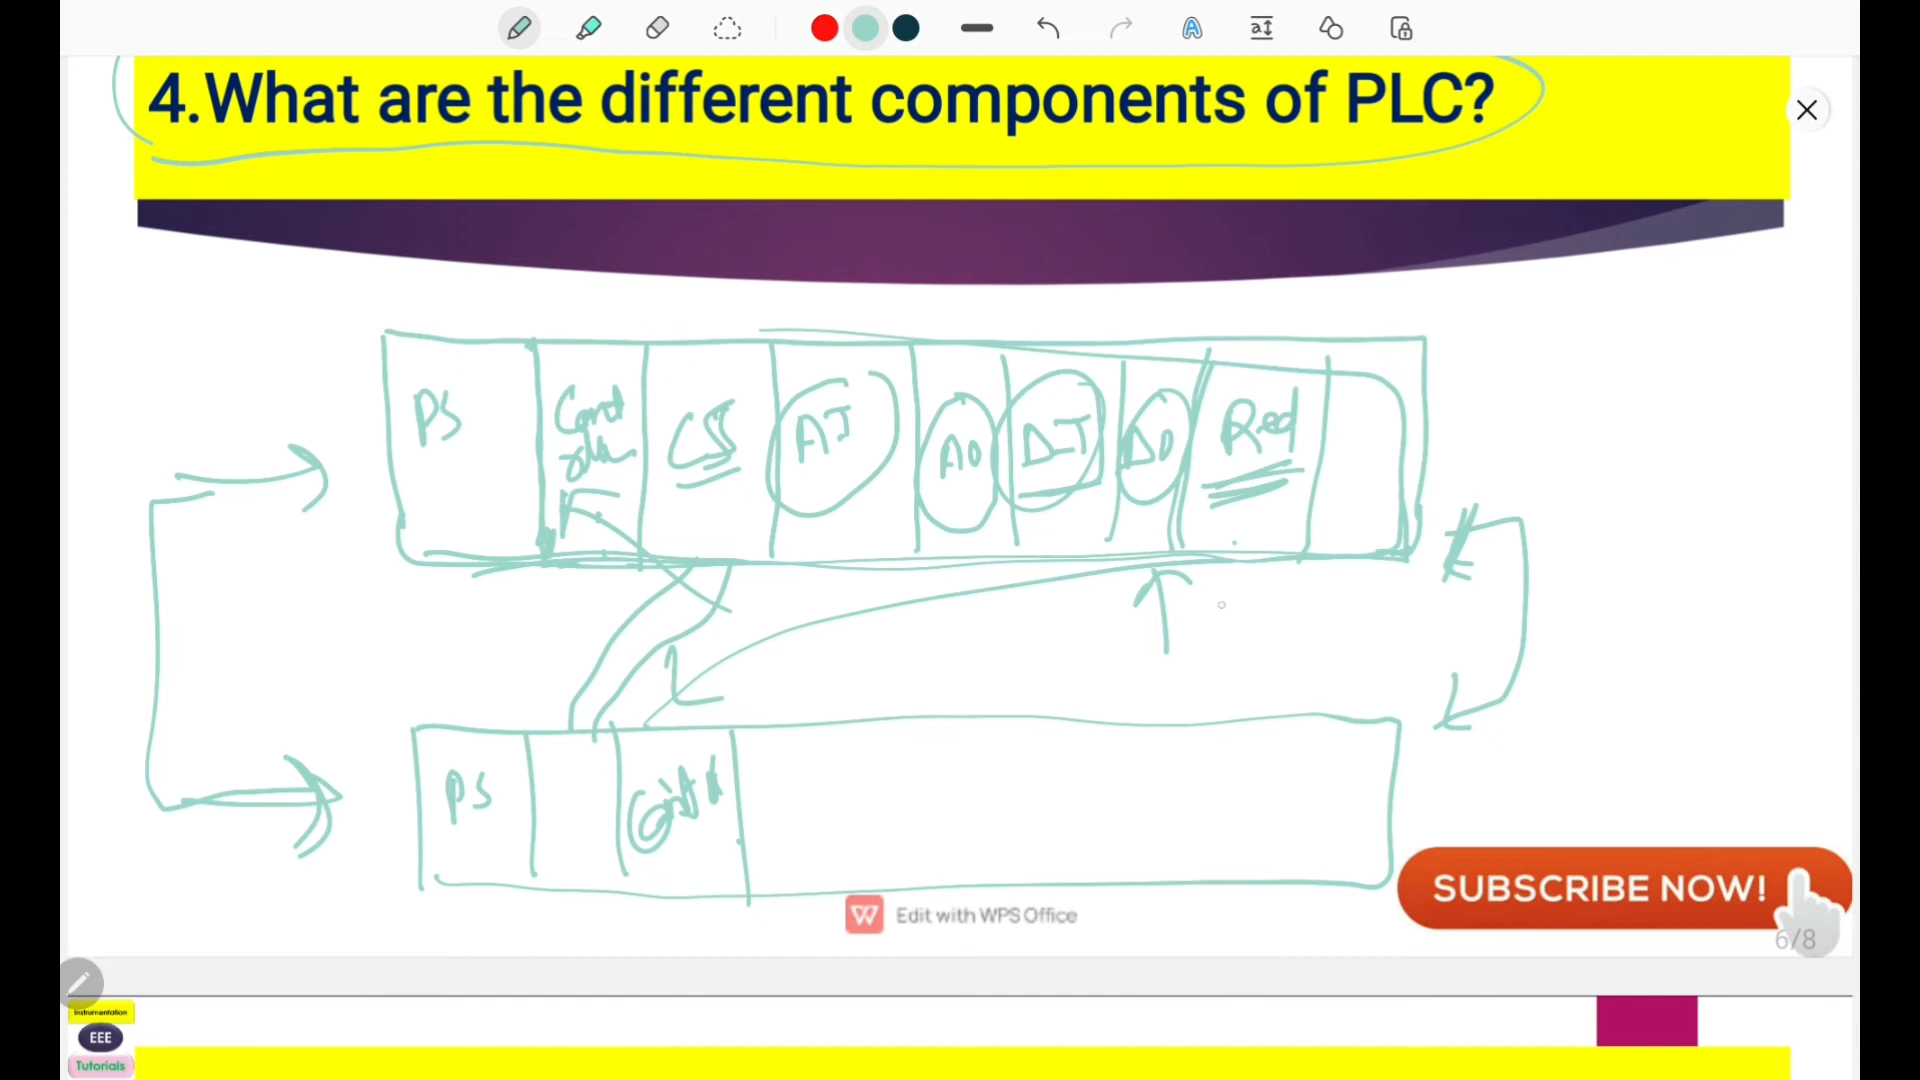 4.What are the different components of PLC?
PS
CS
AI
AO
DI
DO
Red
PS
Edit with WPS Office
SUBSCRIBE NOW!
6/8
Instrumentation
EEE
Tutorials